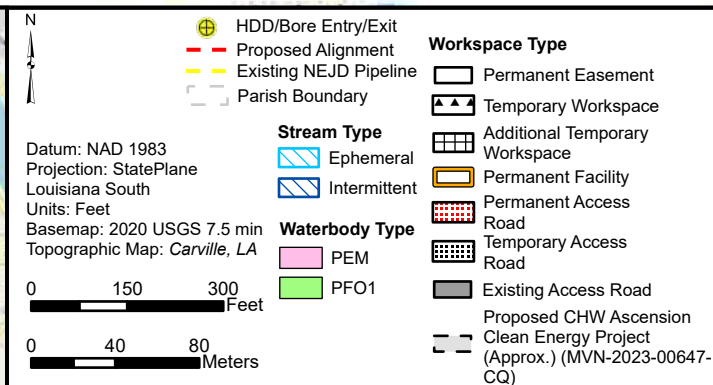 N
HDD/Bore Entry/Exit
Proposed Alignment
Existing NEJD Pipeline
Parish Boundary
Datum: NAD 1983
Projection: StatePlane
Louisiana South
Units: Feet
Basemap: 2020 USGS 7.5 min
Topographic Map: Carville, LA
0 150 300
Feet
0 40 80
Meters
Stream Type
Ephemeral
Intermittent
Waterbody Type
PEM
PFO1
Workspace Type
Permanent Easement
Temporary Workspace
Additional Temporary
Workspace
Permanent Facility
Permanent Access
Road
Temporary Access
Road
Existing Access Road
Proposed CHW Ascension
Clean Energy Project
(Approx.) (MVN-2023-00647-
CQ)